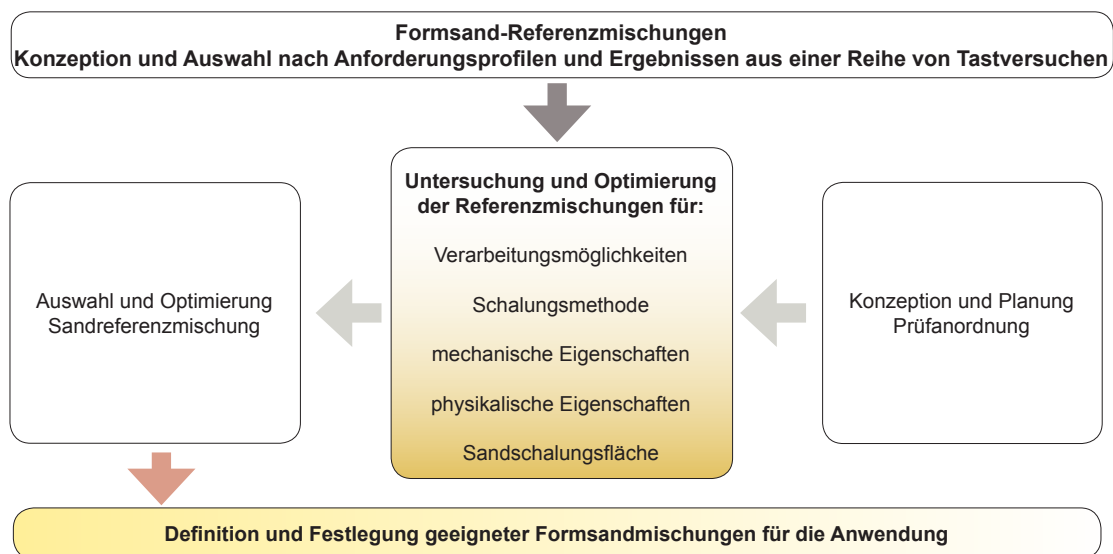 Formsand-Referenzmischungen
Konzeption und Auswahl nach Anforderungsprofilen und Ergebnissen aus einer Reihe von Tastversuchen
Untersuchung und Optimierung
der Referenzmischungen für:
Verarbeitungsmöglichkeiten
Schalungsmethode
mechanische Eigenschaften
physikalische Eigenschaften
Sandschalungsfläche
Auswahl und Optimierung
Sandreferenzmischung
Konzeption und Planung
Prüfanordnung
Definition und Festlegung geeigneter Formsandmischungen für die Anwendung